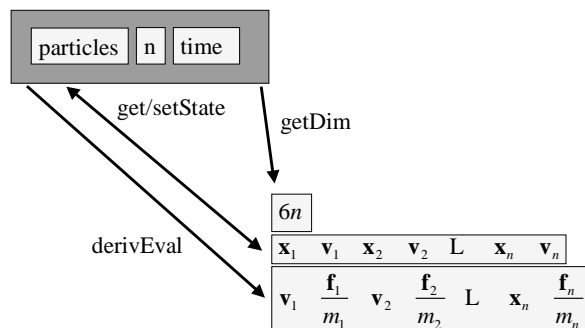 particles n time
get/setState
getDim
6n
derivEval
x₁ v₁ x₂ v₂ L xₙ vₙ
v₁ f₁/m₁ v₂ f₂/m₂ L xₙ fₙ/mₙ